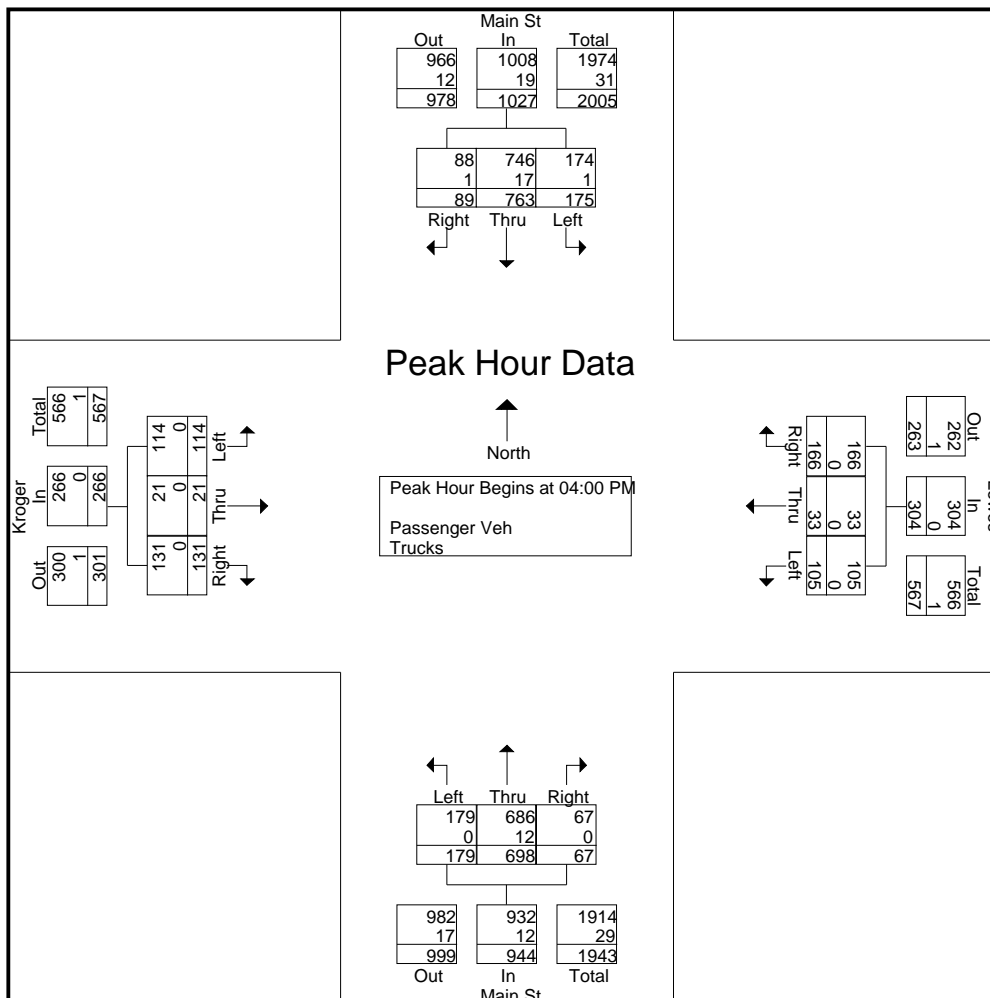 Main St
Out In Total
966 1008 1974
12 19 31
978 1027 2005
88 746 174
1 17 1
89 763 175
Right Thru Left
Peak Hour Data
North
Peak Hour Begins at 04:00 PM
Passenger Veh
Trucks
Kroger
Out In Total
300 266 566
1 0 1
301 266 567
131 21 114
0 0 0
131 21 114
Right Thru Left
Out In Total
262 304 566
1 0 1
263 304 567
166 33 105
0 0 0
166 33 105
Right Thru Left
Left Thru Right
179 686 67
0 12 0
179 698 67
982 932 1914
17 12 29
999 944 1943
Out In Total
Main St